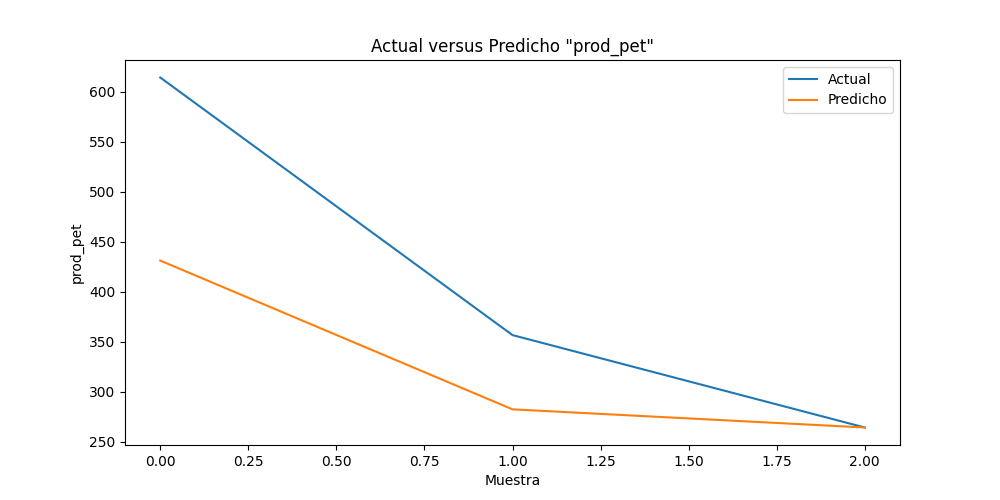 Actual versus Predicho "prod_pet"
Actual
Predicho
600
550
500
450
400
350
300
250
prod_pet
0.00 0.25 0.50 0.75 1.00 1.25 1.50 1.75 2.00
Muestra